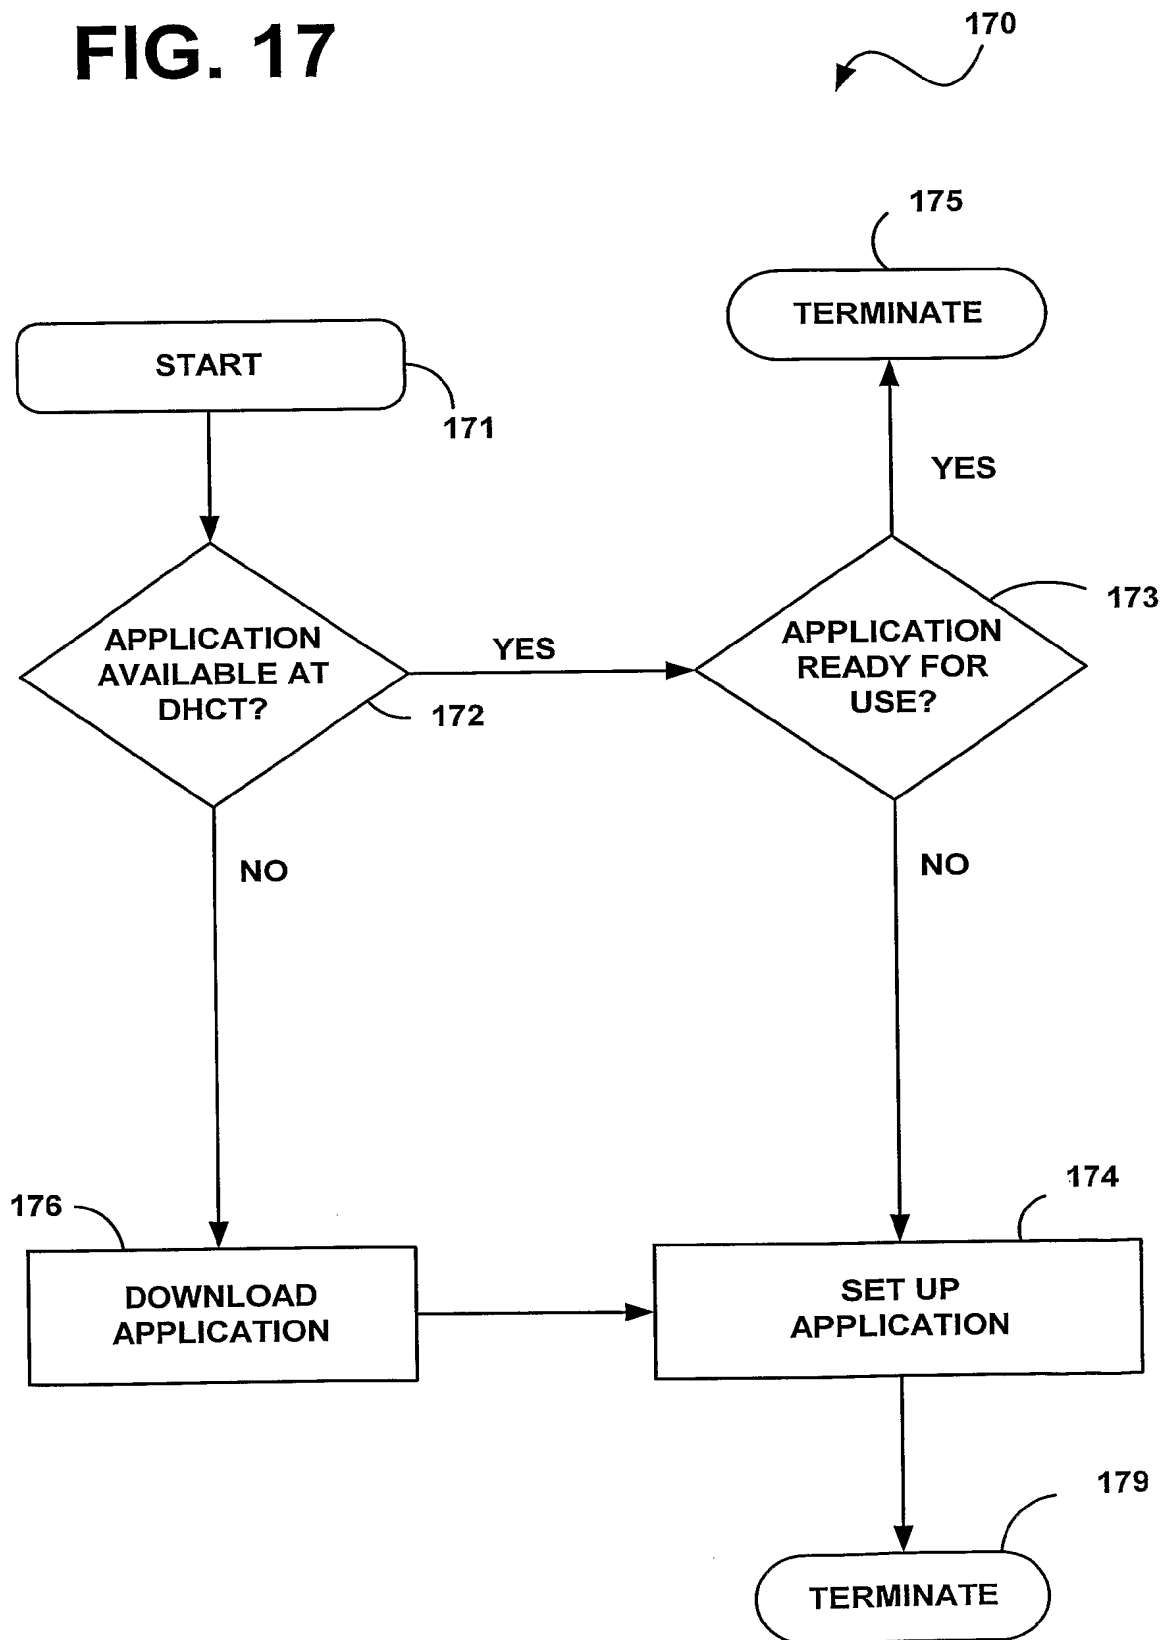 FIG. 17
170
175
TERMINATE
START
171
YES
APPLICATION
AVAILABLE AT
DHCT?
172
YES
APPLICATION
READY FOR
USE?
173
NO
NO
176
DOWNLOAD
APPLICATION
174
SET UP
APPLICATION
179
TERMINATE